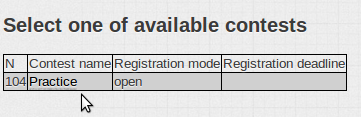 Select one of available contests
N Contest name Registration mode Registration deadline
104 Practice open